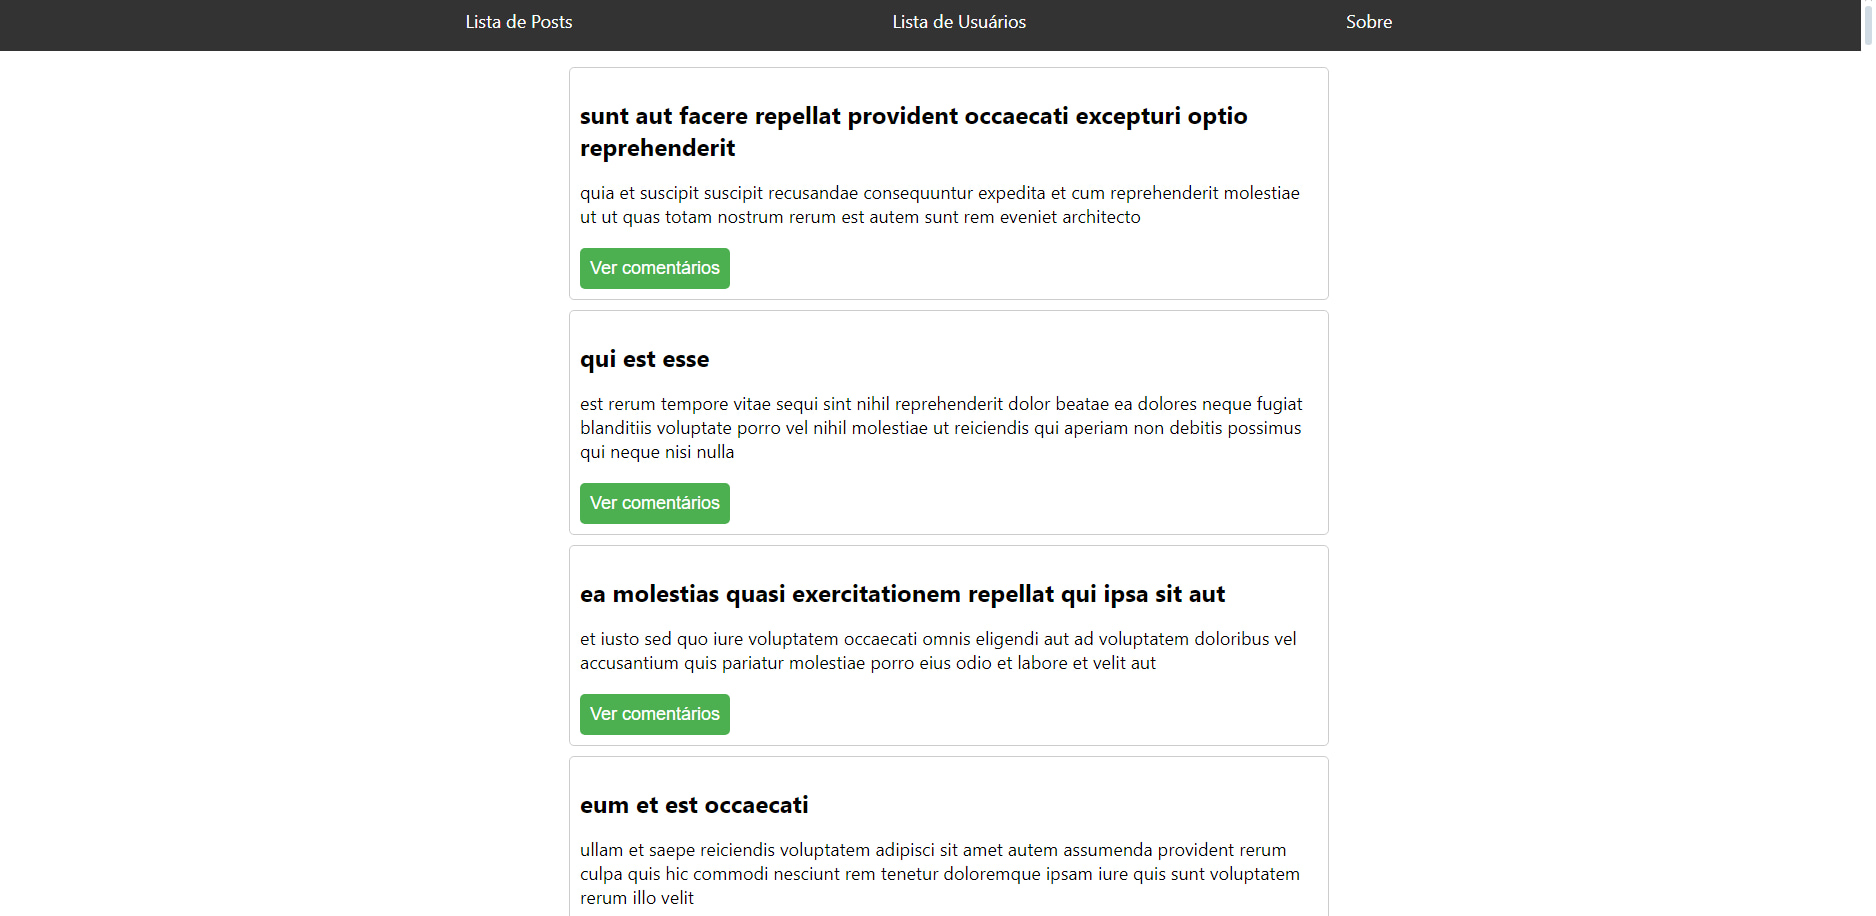 Lista de Posts Lista de Usuários Sobre
sunt aut facere repellat provident occaecati excepturi optio
reprehenderit
quia et suscipit suscipit recusandae consequuntur expedita et cum reprehenderit molestiae
ut ut quas totam nostrum rerum est autem sunt rem eveniet architecto
Ver comentários
qui est esse
est rerum tempore vitae sequi sint nihil reprehenderit dolor beatae ea dolores neque fugiat
blanditiis voluptate porro vel nihil molestiae ut reiciendis qui aperiam non debitis possimus
qui neque nisi nulla
Ver comentários
ea molestias quasi exercitationem repellat qui ipsa sit aut
et iusto sed quo iure voluptatem occaecati omnis eligendi aut ad voluptatem doloribus vel
accusantium quis pariatur molestiae porro eius odio et labore et velit aut
Ver comentários
eum et est occaecati
ullam et saepe reiciendis voluptatem adipisci sit amet autem assumenda provident rerum
culpa quis hic commodi nesciunt rem tenetur doloremque ipsam iure quis sunt voluptatem
rerum illo velit